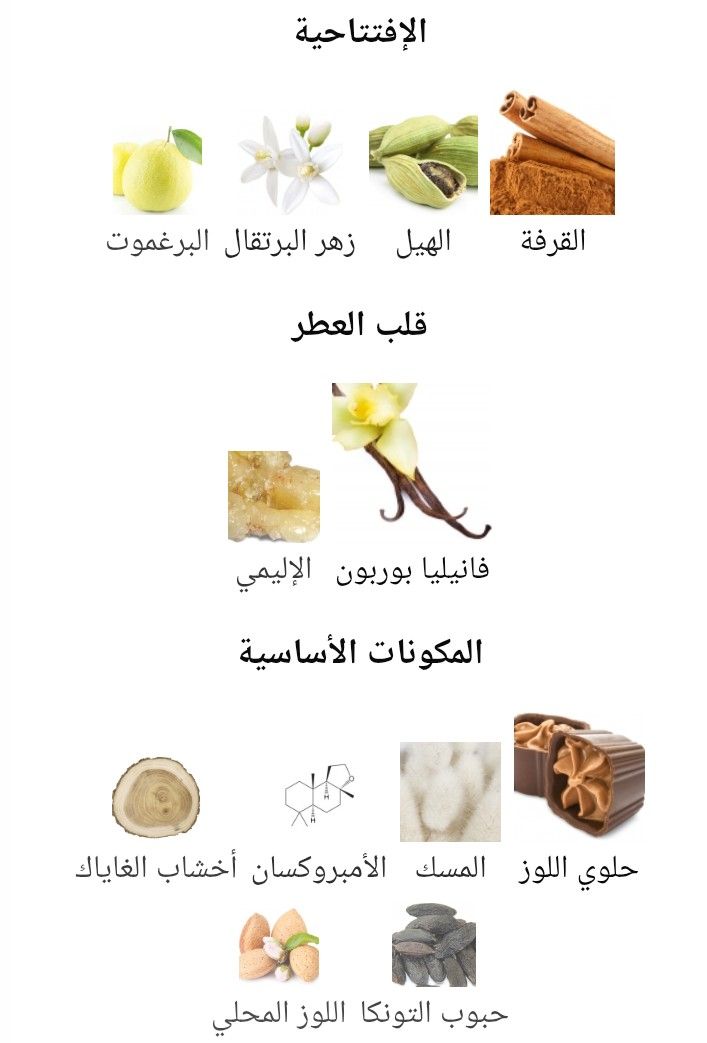 الإفتتاحية
القرفة الهيل زهر البرتقال البرغموت
قلب العطر
فانيليا بوربون الإليمي
المكونات الأساسية
حلوي اللوز المسك الأمبروكسان أخشاب الغاياك
حبوب التونكا اللوز المحلي